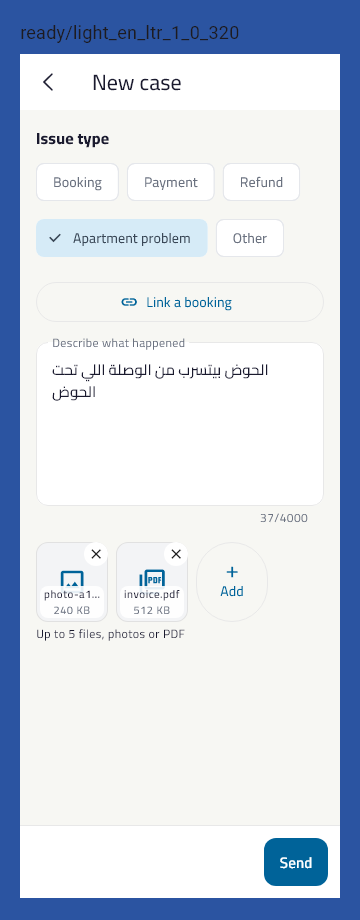 ready/light_en_ltr_1_0_320
New case
Issue type
Booking
Payment
Refund
Apartment problem
Other
Link a booking
Describe what happened
الحوض بيتسرب من الوصلة اللي تحت
الحوض
37/4000
photo-a1...
240 KB
PDF
invoice.pdf
512 KB
Add
Up to 5 files, photos or PDF
Send